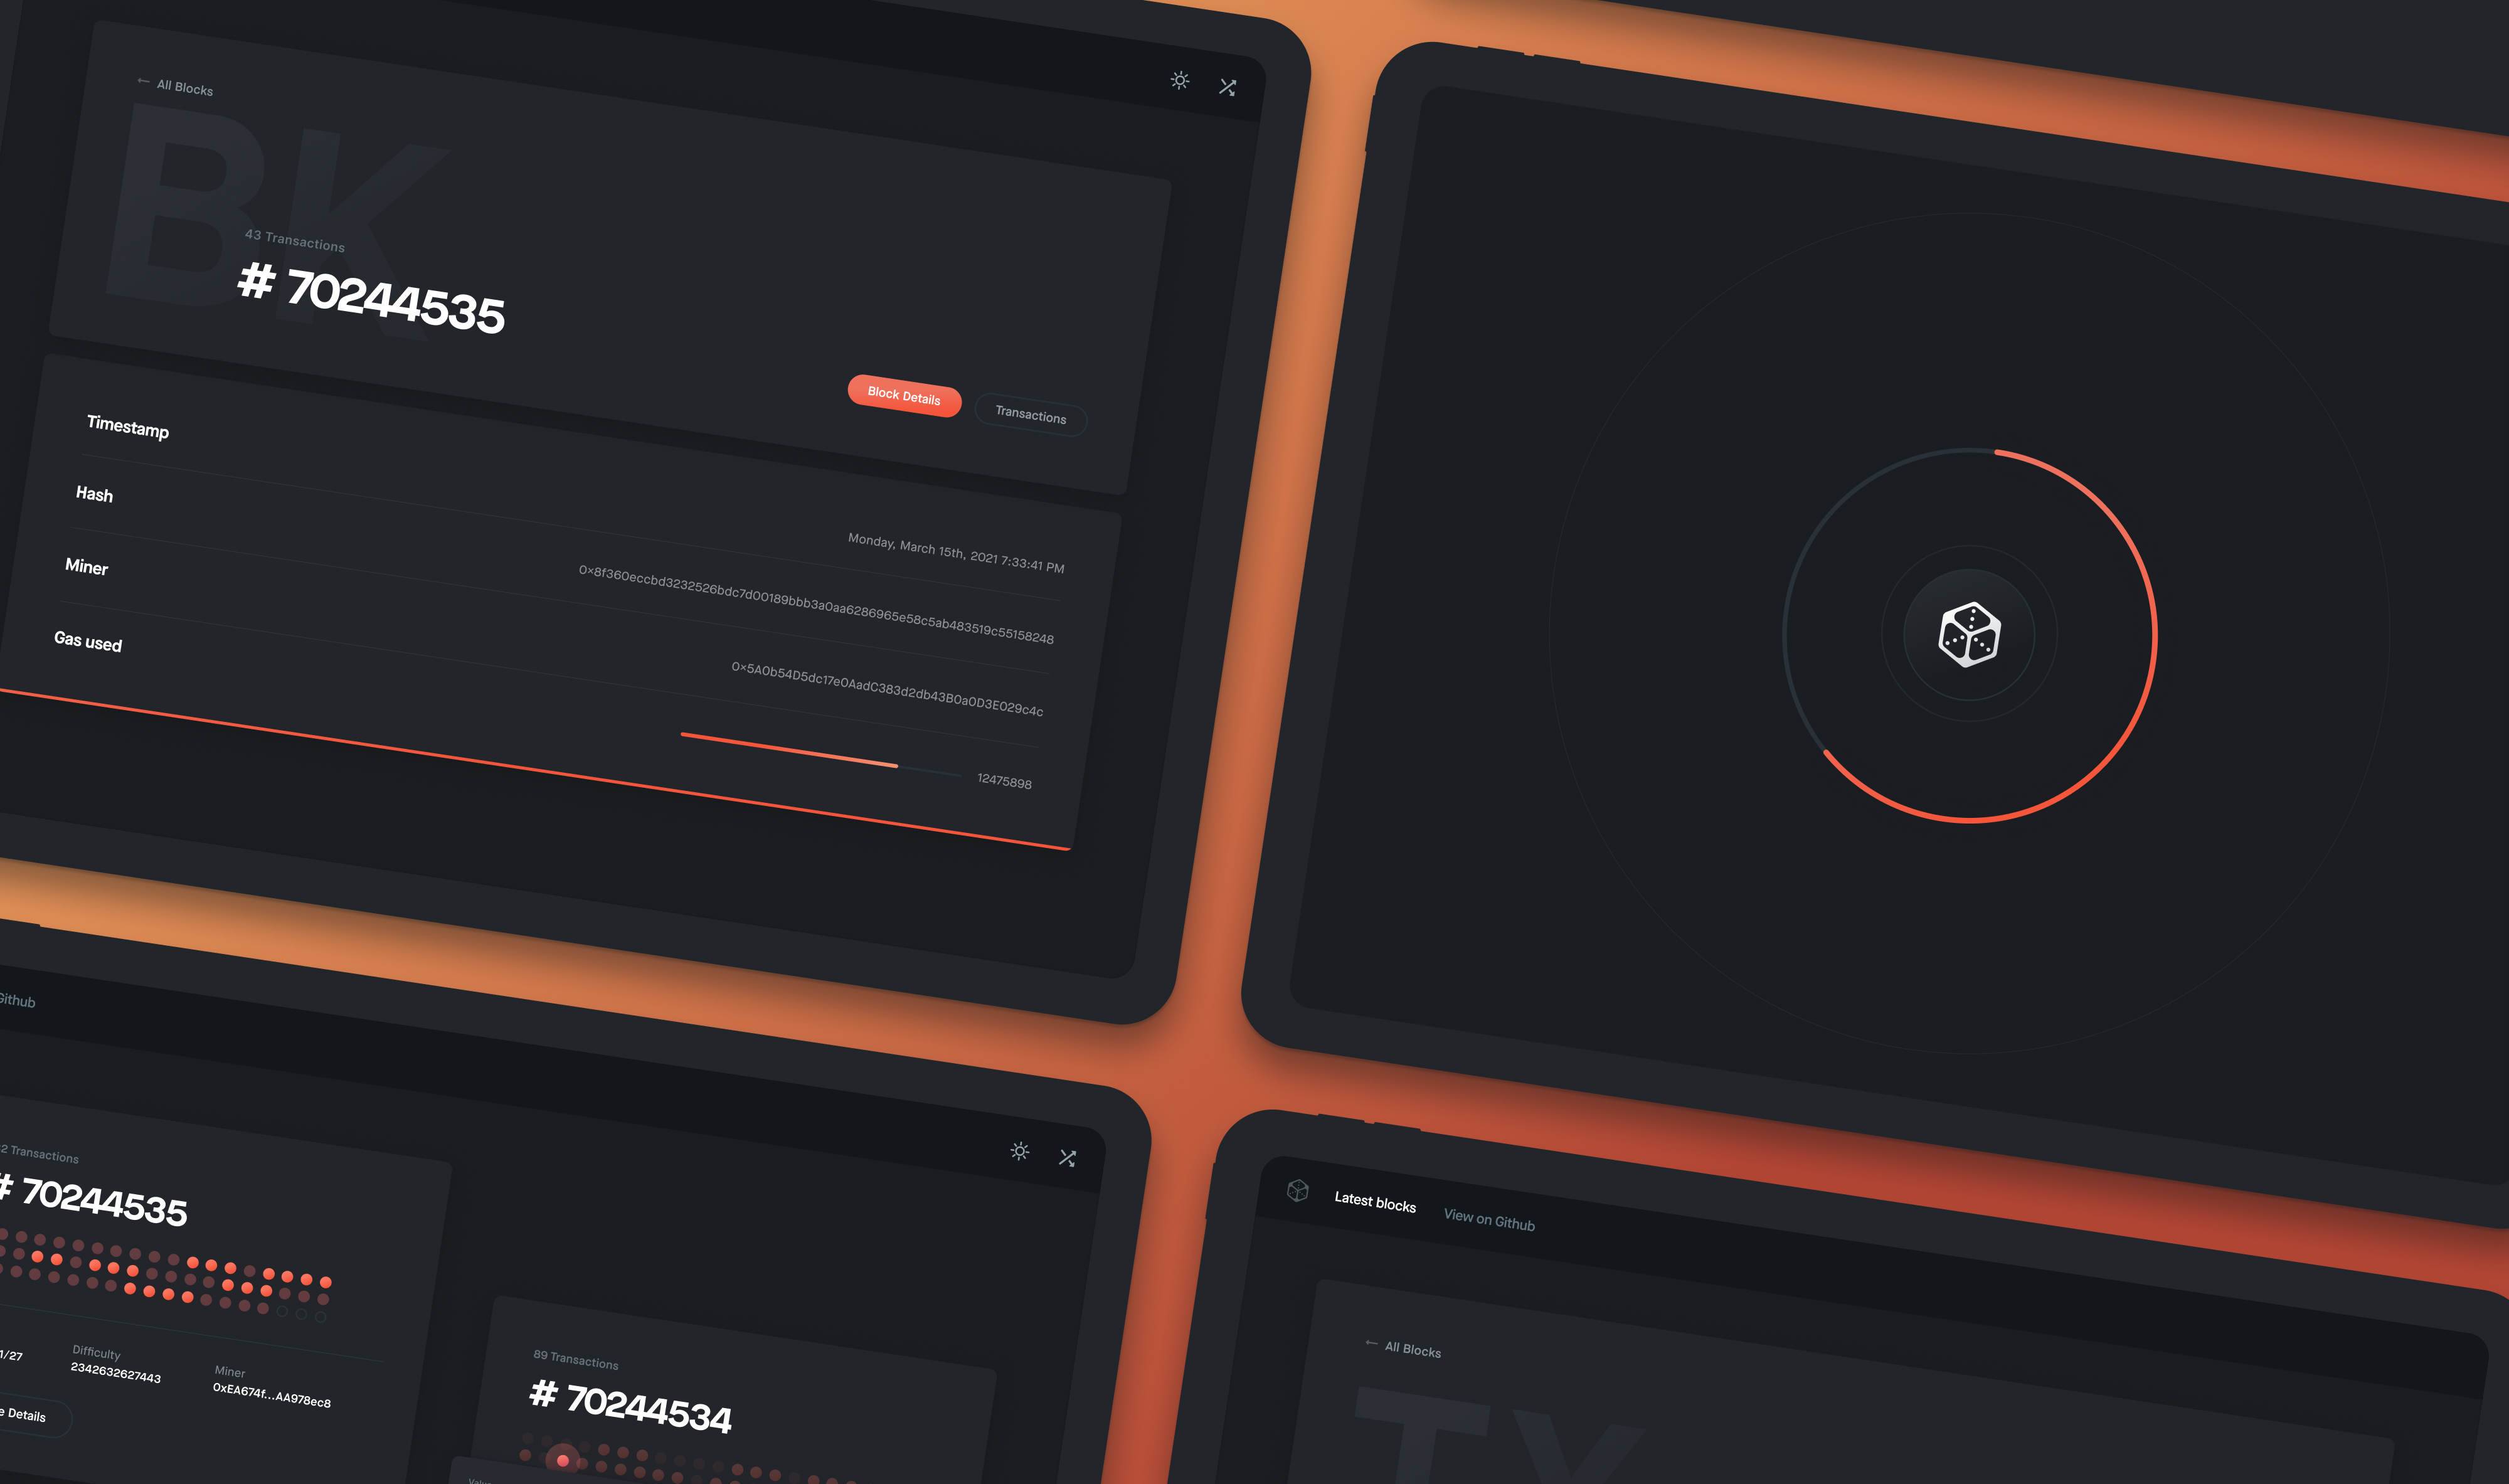 ← All Blocks
BK
43 Transactions
# 70244535
Block Details
Transactions
Timestamp
Monday, March 15th, 2021 7:33:41 PM
Hash
0×8f360eccbd3232526bdc7d00189bbb3a0aa6286965e58c5ab483519c55158248
Miner
0×5A0b54D5dc17e0AadC383d2db43B0a0D3E029c4c
Gas used
12475898
Github
2 Transactions
# 70244535
1/27
Difficulty
2342632627443
Miner
0xEA674f...AA978ec8
e Details
89 Transactions
# 70244534
Latest blocks
View on Github
← All Blocks
TX